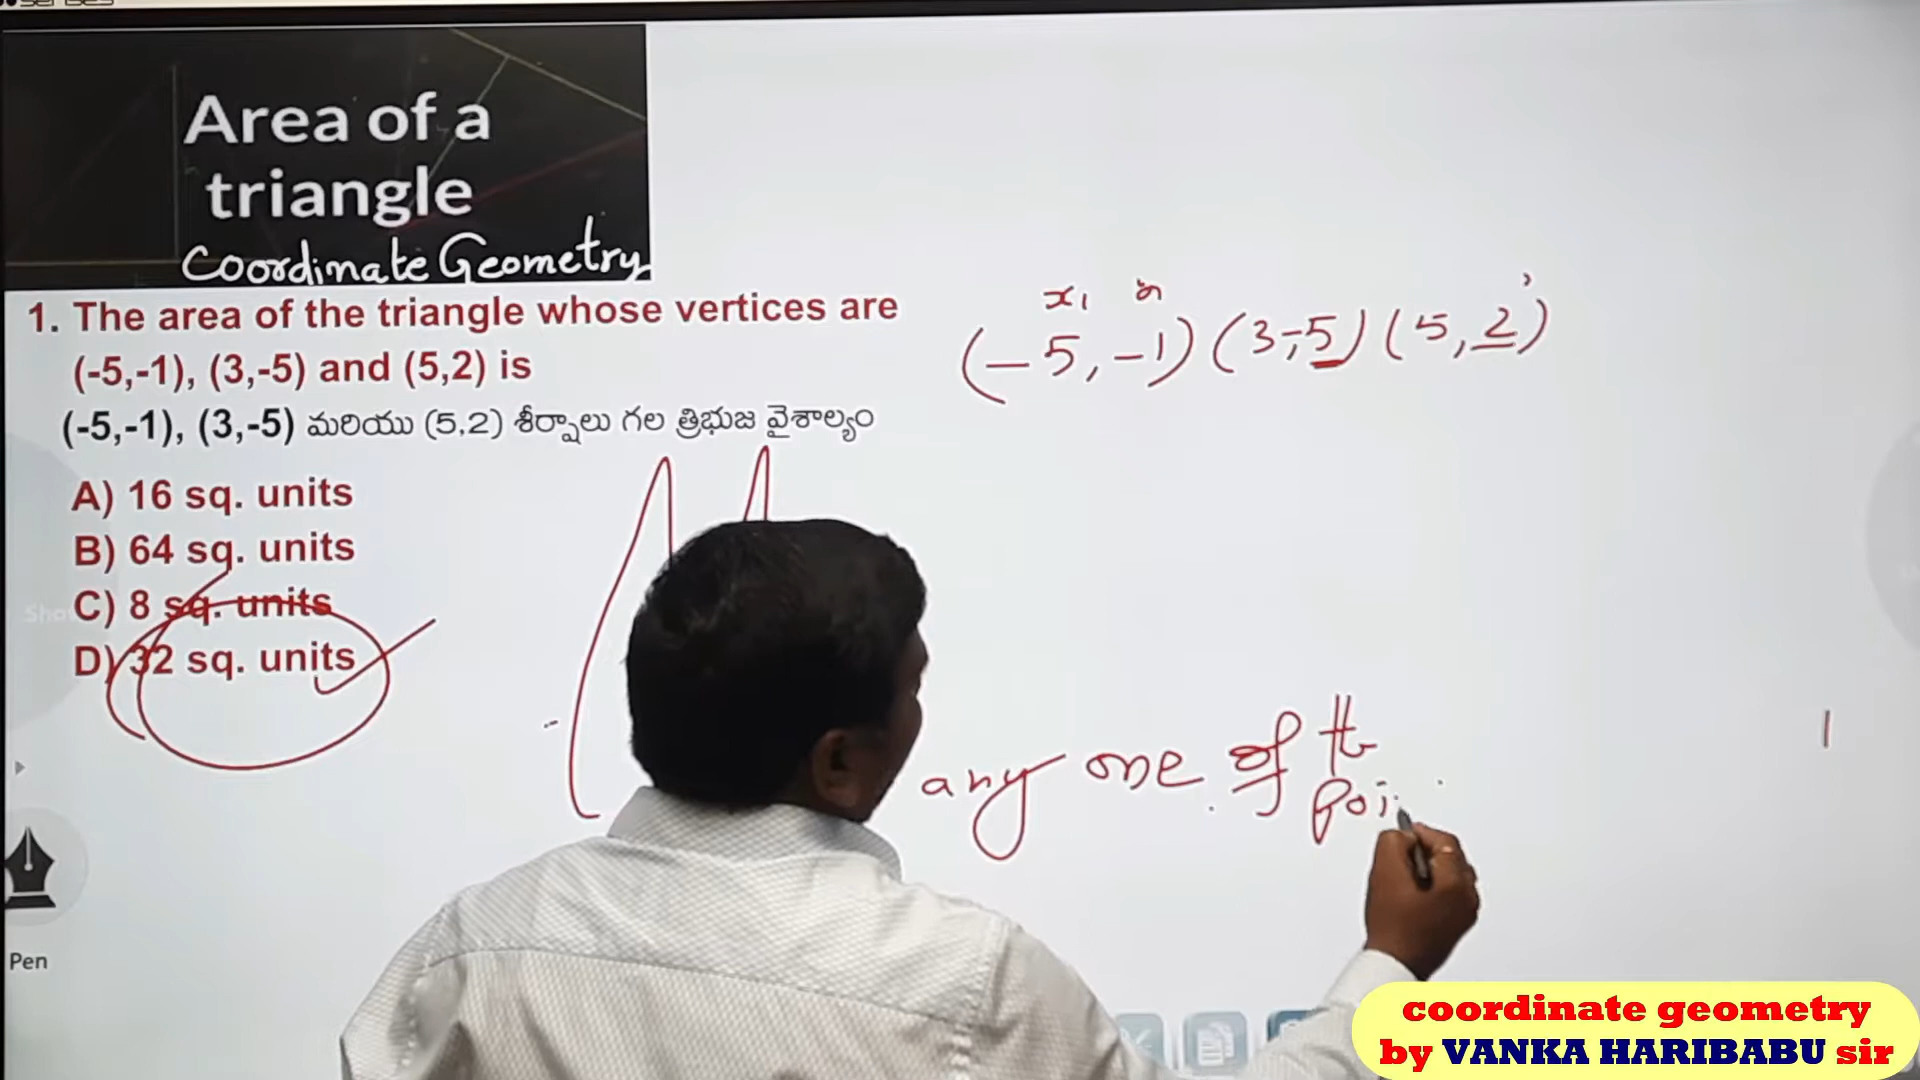 Area of a
triangle
Coordinate Geometry
1. The area of the triangle whose vertices are
(-5,-1), (3,-5) and (5,2) is
(-5,-1), (3,-5) మరియు (5,2) శీర్షాలు గల త్రిభుజ వైశాల్యం
A) 16 sq. units
B) 64 sq. units
C) 8 sq. units
D) 32 sq. units
x₁
(-5, -1) (3,-5) (5, 2)
any one of
poi
Pen
coordinate geometry
by VANKA HARIBABU sir